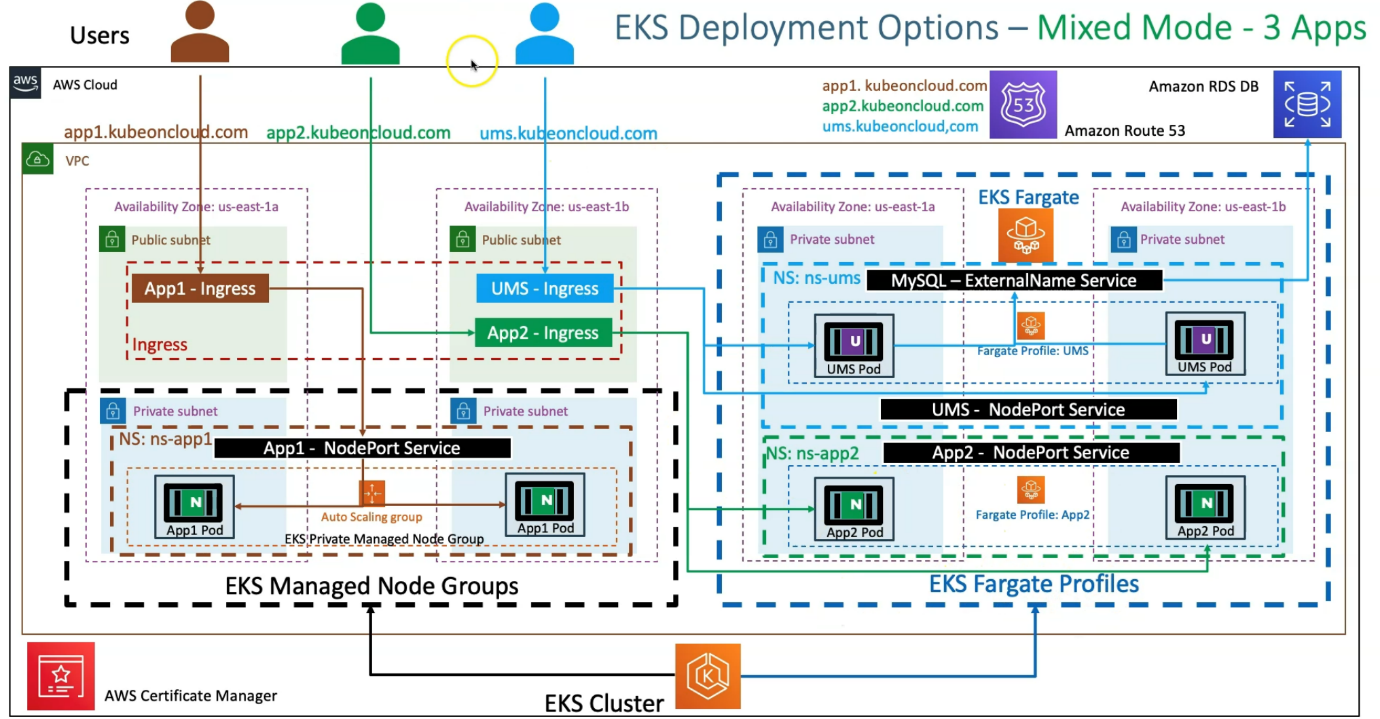 EKS Deployment Options – Mixed Mode - 3 Apps
Users
aws
AWS Cloud
app1. kubeoncloud.com
app2.kubeoncloud.com
ums.kubeoncloud,com
53
Amazon Route 53
Amazon RDS DB
app1.kubeoncloud.com
app2.kubeoncloud.com
ums.kubeoncloud.com
VPC
Availability Zone: us-east-1a
Availability Zone: us-east-1b
Public subnet
Public subnet
App1 - Ingress
UMS - Ingress
App2 - Ingress
Ingress
Private subnet
Private subnet
NS: ns-app1
App1 - NodePort Service
N
App1 Pod
Auto Scaling group
N
App1 Pod
EKS Private Managed Node Group
EKS Managed Node Groups
Availability Zone: us-east-1a
EKS Fargate
Availability Zone: us-east-1b
Private subnet
Private subnet
NS: ns-ums
MySQL – ExternalName Service
U
UMS Pod
Fargate Profile: UMS
U
UMS Pod
UMS - NodePort Service
NS: ns-app2
App2 - NodePort Service
N
App2 Pod
Fargate Profile: App2
N
App2 Pod
EKS Fargate Profiles
AWS Certificate Manager
EKS Cluster
K